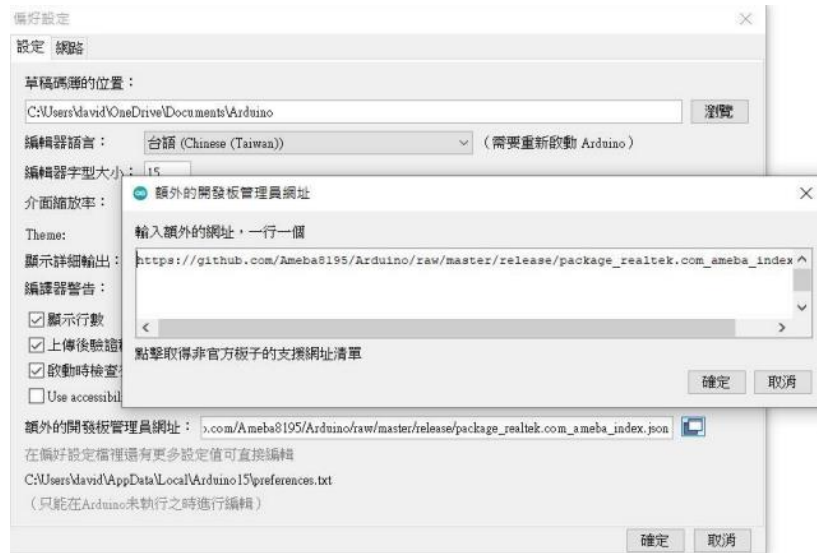 偏好設定
設定 網路
草稿碼簿的位置：
C:\Users\david\OneDrive\Documents\Arduino 瀏覽
編輯器語言： 台語 (Chinese (Taiwan)) （需要重新啟動 Arduino）
編輯器字型大小： 15
介面縮放率：
Theme:
顯示詳細輸出：
編譯器警告：
顯示行數
上傳後驗證
啟動時檢查
Use accessibil
額外的開發板管理員網址
輸入額外的網址，一行一個
https://github.com/Ameba8195/Arduino/raw/master/release/package_realtek.com_ameba_index
點擊取得非官方板子的支援網址清單
確定 取消
額外的開發板管理員網址： .com/Ameba8195/Arduino/raw/master/release/package_realtek.com_ameba_index.json
在偏好設定檔裡還有更多設定值可直接編輯
C:\Users\david\AppData\Local\Arduino15\preferences.txt
（只能在Arduino未執行之時進行編輯）
確定 取消